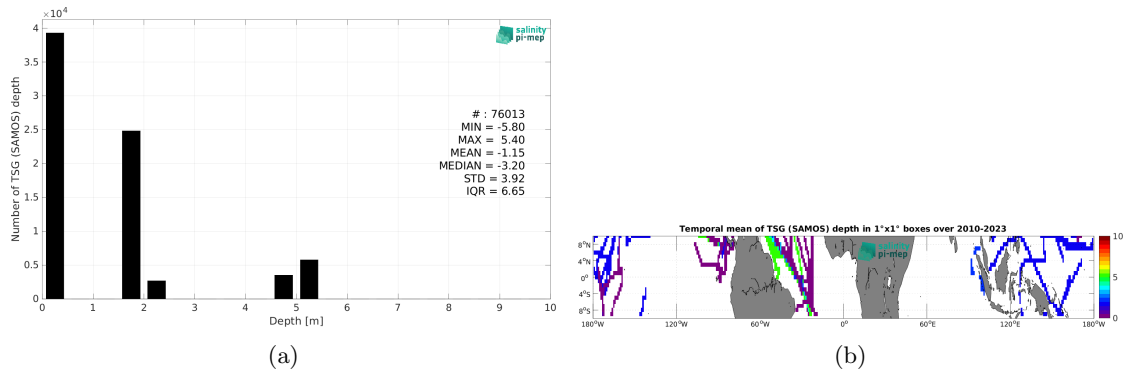 ×10⁴
4
3.5
3
2.5
2
1.5
1
0.5
0
Number of TSG (SAMOS) depth
0 1 2 3 4 5 6 7 8 9 10
Depth [m]
salinity
pi-mep
# : 76013
MIN = -5.80
MAX = 5.40
MEAN = -1.15
MEDIAN = -3.20
STD = 3.92
IQR = 6.65
(a)
Temporal mean of TSG (SAMOS) depth in 1°x1° boxes over 2010-2023
salinity
pi-mep
8°N
4°N
0°
4°S
8°S
180°W 120°W 60°W 0° 60°E 120°E 180°W
10
5
0
(b)